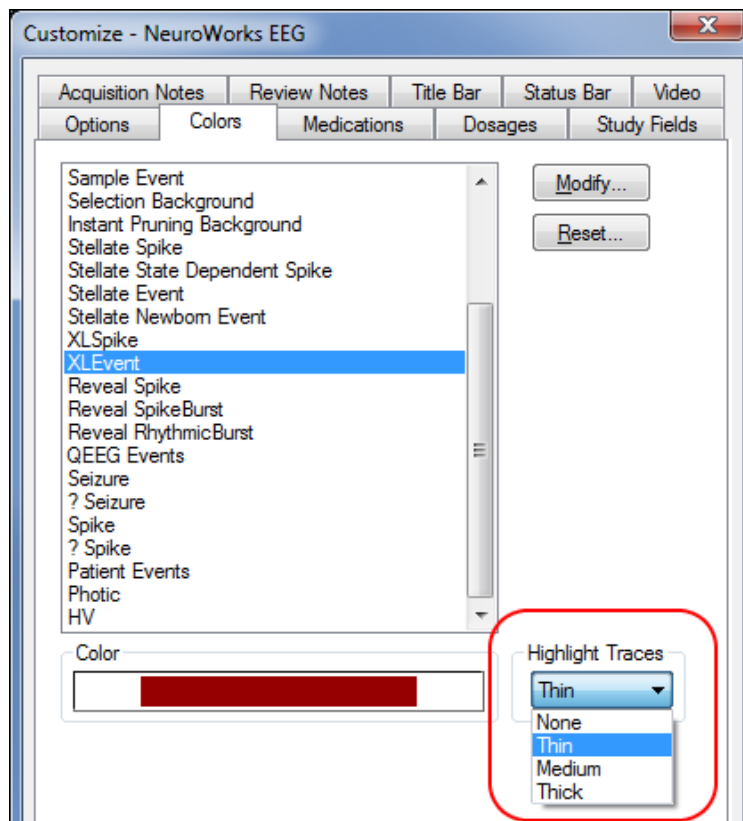 Customize - NeuroWorks EEG
Acquisition Notes Review Notes Title Bar Status Bar Video
Options Colors Medications Dosages Study Fields
Sample Event
Selection Background
Instant Pruning Background
Stellate Spike
Stellate State Dependent Spike
Stellate Event
Stellate Newborn Event
XLSpike
XLEvent
Reveal Spike
Reveal SpikeBurst
Reveal RhythmicBurst
QEEG Events
Seizure
? Seizure
Spike
? Spike
Patient Events
Photic
HV
Modify...
Reset...
Color
Highlight Traces
Thin
None
Thin
Medium
Thick